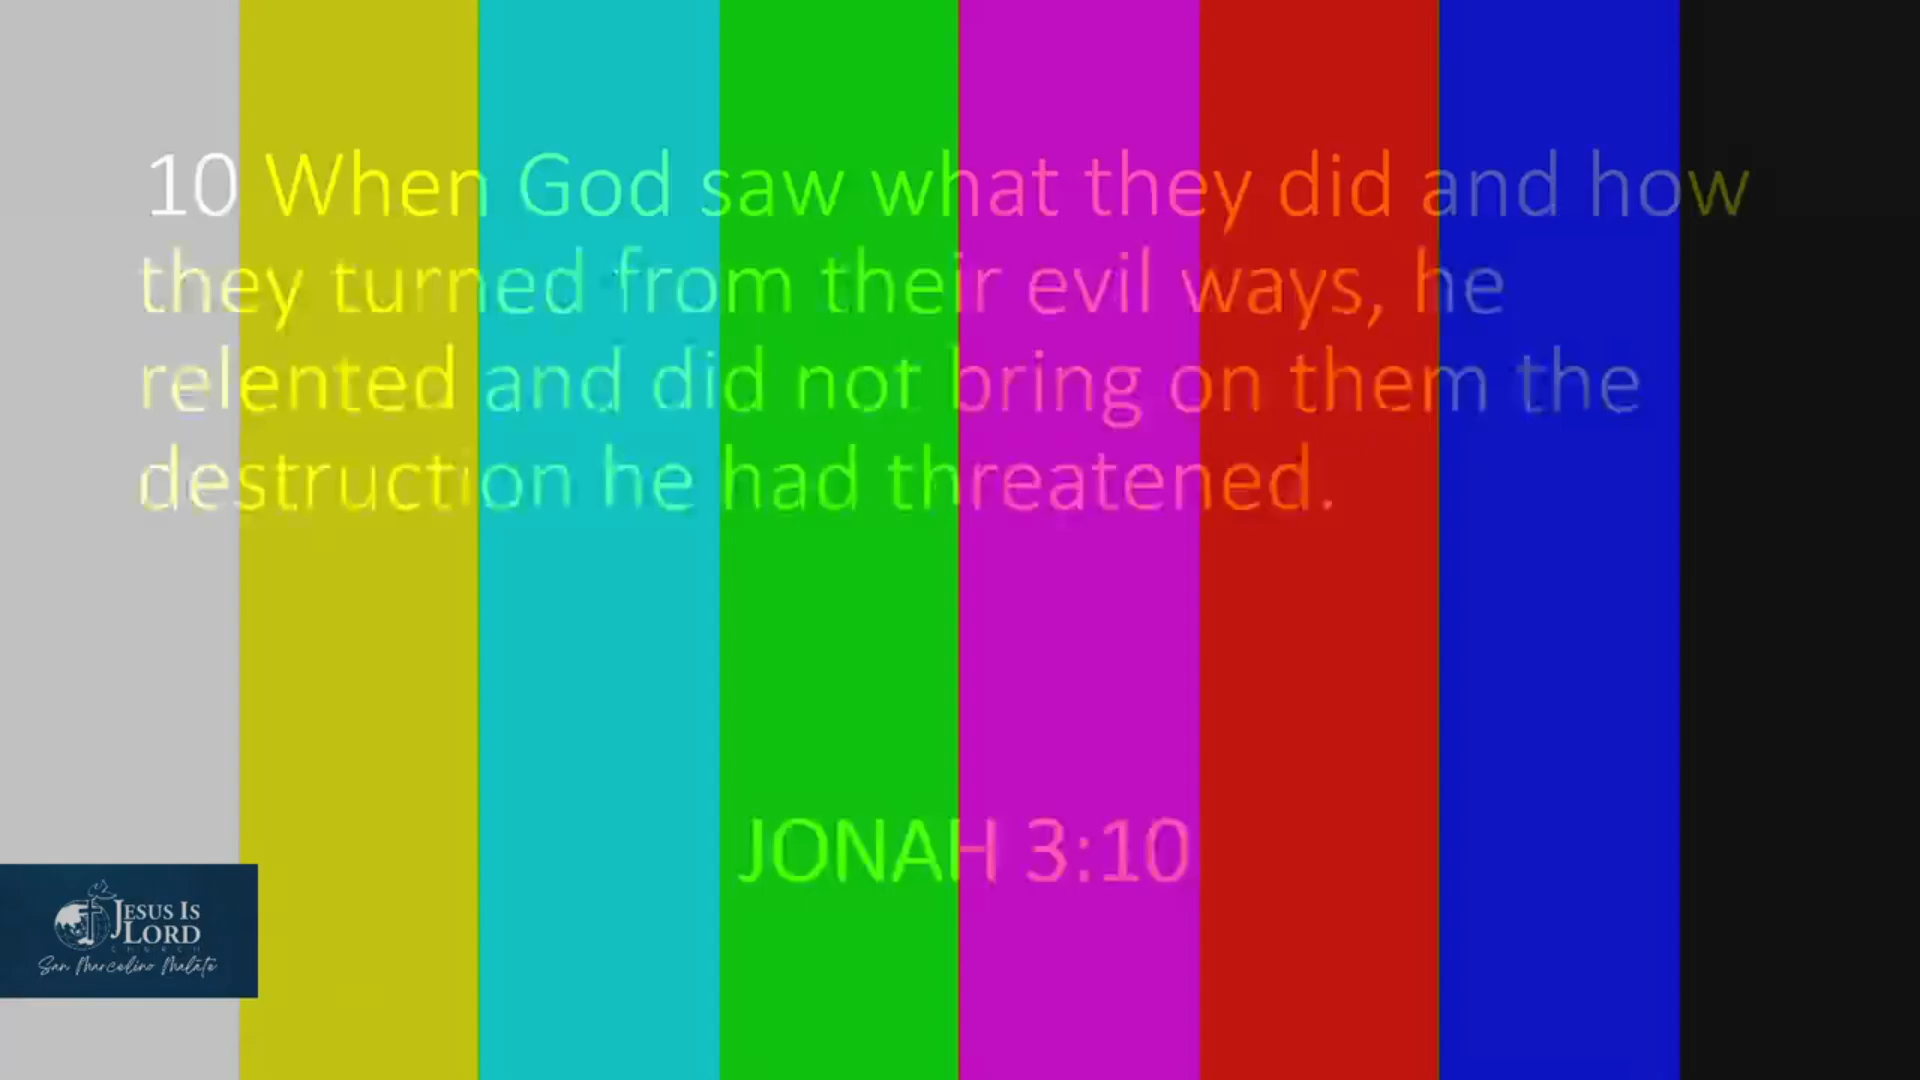 10 When God saw what they did and how
they turned from their evil ways, he
relented and did not bring on them the
destruction he had threatened.
JONAH 3:10
JESUS IS
LORD
CHURCH
San Marcelino Malate